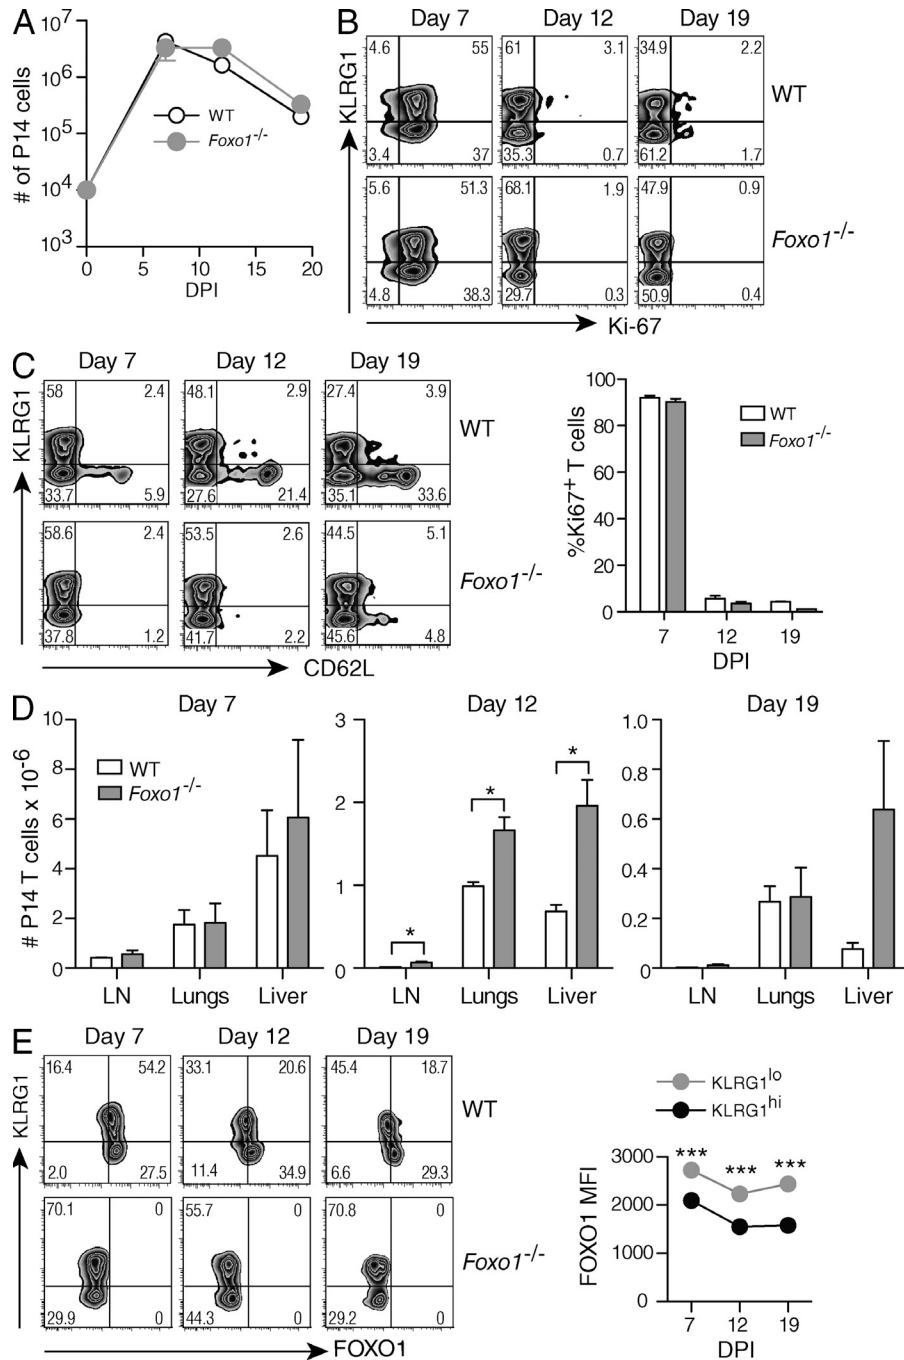 A
# of P14 cells
10⁷
10⁶
10⁵
10⁴
10³
WT
Foxo1⁻/⁻
0 5 10 15 20
DPI
B
Day 7 Day 12 Day 19
KLRG1
4.6 55 61 3.1 34.9 2.2
WT
3.4 37 35.3 0.7 61.2 1.7
5.6 51.3 68.1 1.9 47.9 0.9
Foxo1⁻/⁻
4.8 38.3 29.7 0.3 50.9 0.4
Ki-67
C
Day 7 Day 12 Day 19
KLRG1
58 2.4 48.1 2.9 27.4 3.9
WT
33.7 5.9 27.6 21.4 35.1 33.6
58.6 2.4 53.5 2.6 44.5 5.1
Foxo1⁻/⁻
37.8 1.2 41.7 2.2 45.6 4.8
CD62L
%Ki67⁺ T cells
100
80
60
40
20
0
WT
Foxo1⁻/⁻
7 12 19
DPI
D
Day 7 Day 12 Day 19
# P14 T cells x 10⁻⁶
10
8
6
4
2
0
WT
Foxo1⁻/⁻
LN Lungs Liver
3
2
1
0
* * *
LN Lungs Liver
1.0
0.8
0.6
0.4
0.2
0
LN Lungs Liver
E
Day 7 Day 12 Day 19
KLRG1
16.4 54.2 33.1 20.6 45.4 18.7
WT
2.0 27.5 11.4 34.9 6.6 29.3
70.1 0 55.7 0 70.8 0
Foxo1⁻/⁻
29.9 0 44.3 0 29.2 0
FOXO1
KLRG1ˡᵒ
KLRG1ʰⁱ
FOXO1 MFI
3000
2000
1000
0
*** *** ***
7 12 19
DPI